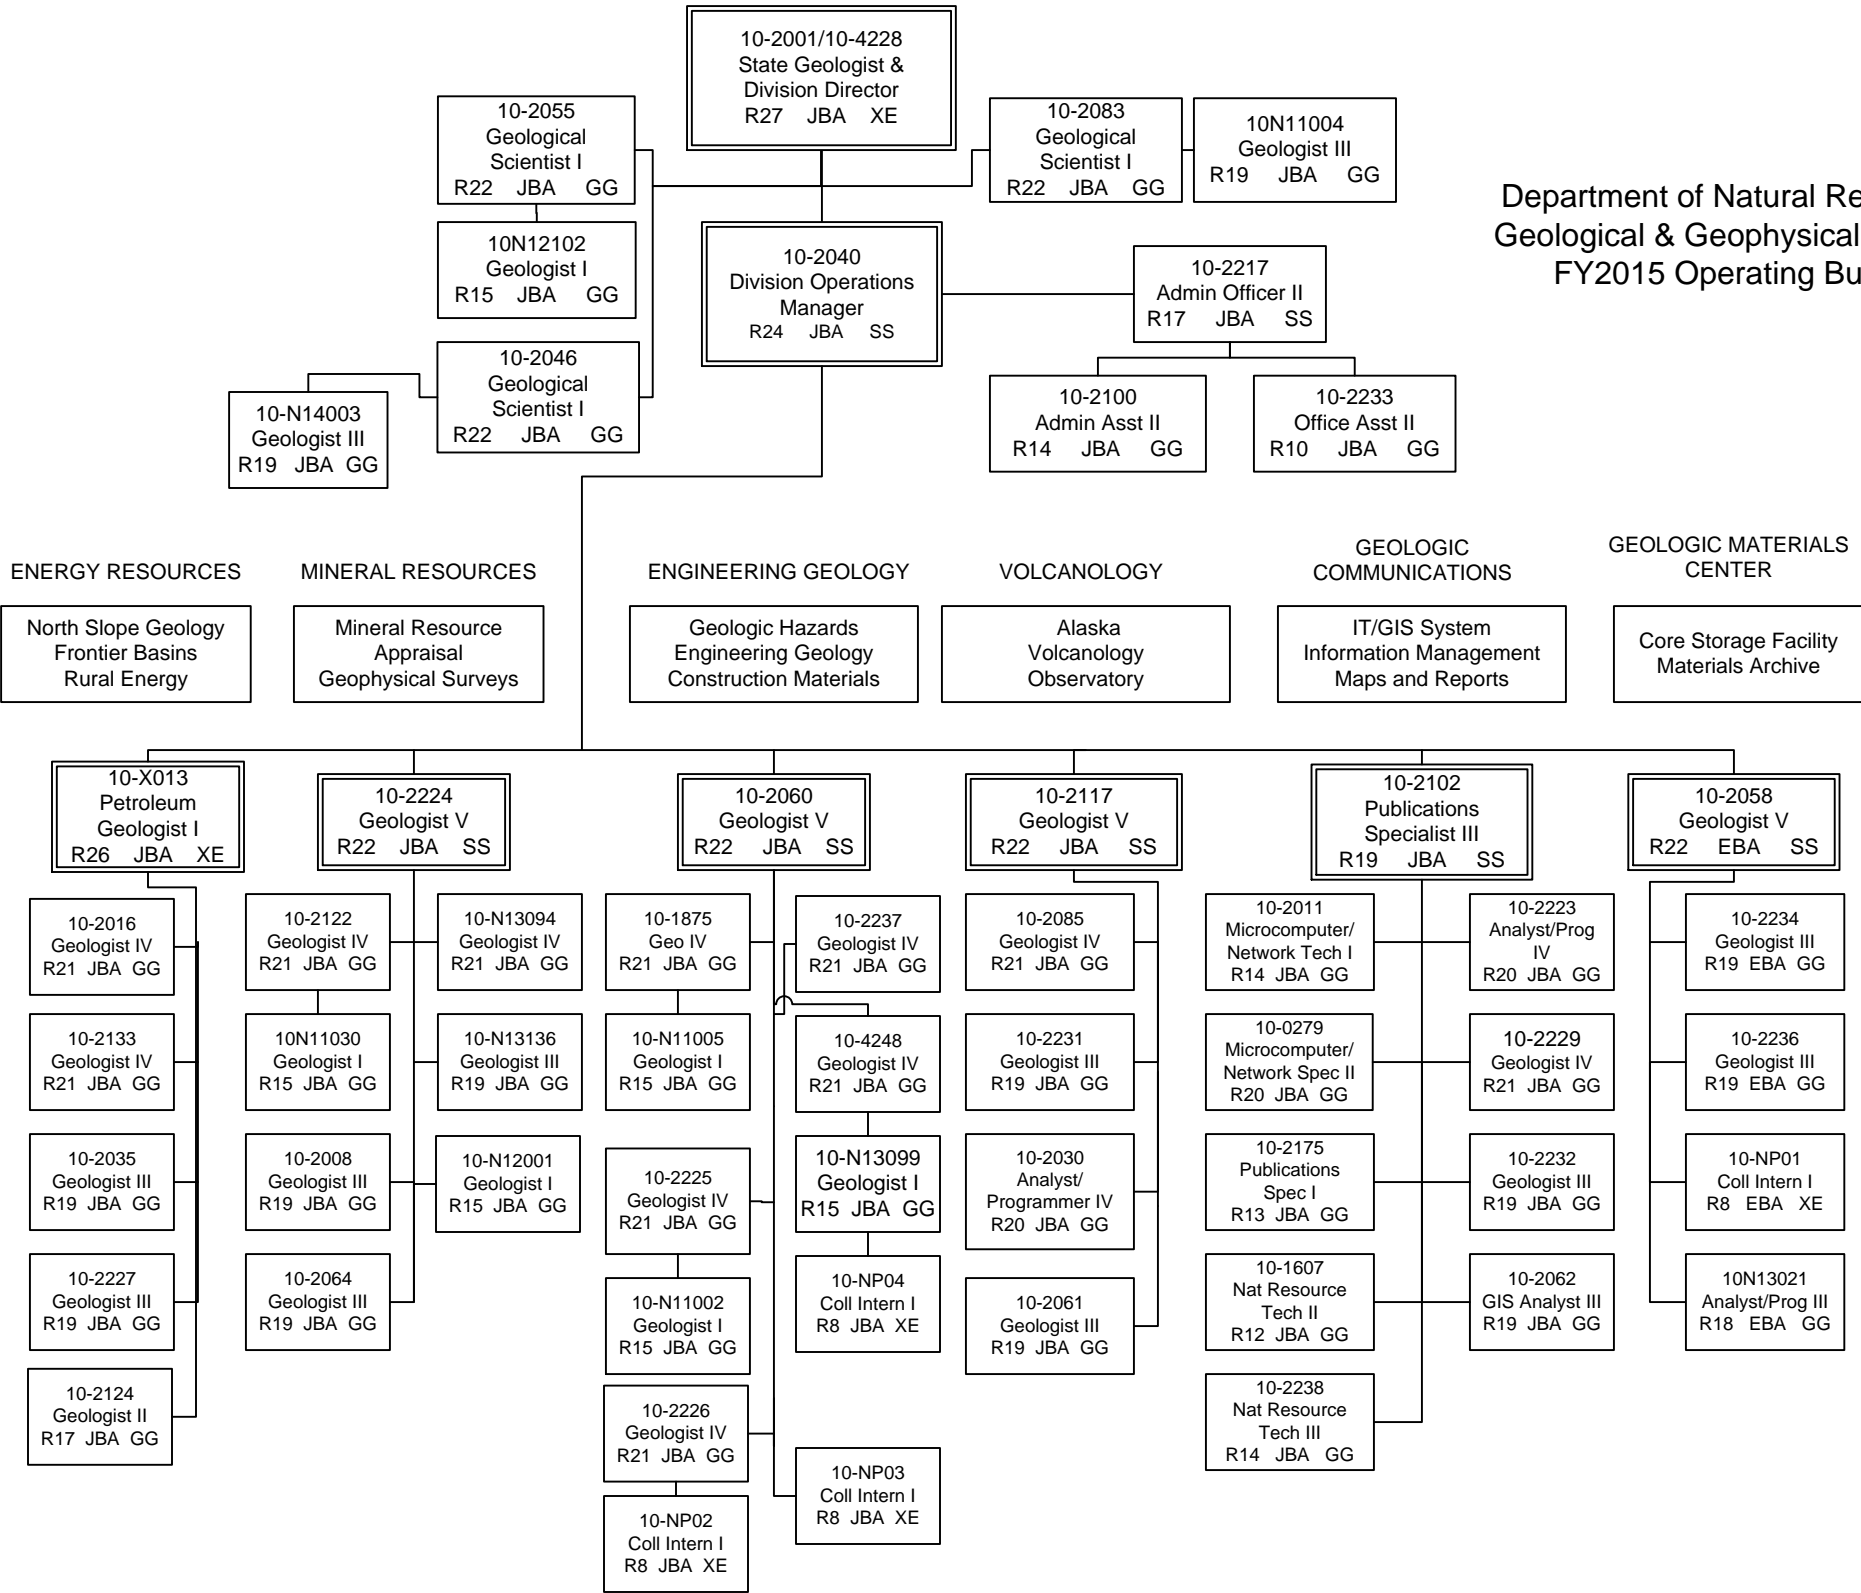 10-2001/10-4228
State Geologist &
Division Director
R27 JBA XE
10-2055
Geological
Scientist I
R22 JBA GG
10-2083
Geological
Scientist I
R22 JBA GG
10N11004
Geologist III
R19 JBA GG
Department of Natural
Geological & Geophysical
FY2015 Operating
10N12102
Geologist I
R15 JBA GG
10-2040
Division Operations
Manager
R24 JBA SS
10-2217
Admin Officer II
R17 JBA SS
10-2046
Geological
Scientist I
R22 JBA GG
10-N14003
Geologist III
R19 JBA GG
10-2100
Admin Asst II
R14 JBA GG
10-2233
Office Asst II
R10 JBA GG
ENERGY RESOURCES
MINERAL RESOURCES
ENGINEERING GEOLOGY
VOLCANOLOGY
GEOLOGIC
COMMUNICATIONS
GEOLOGIC MATERIALS
CENTER
North Slope Geology
Frontier Basins
Rural Energy
Mineral Resource
Appraisal
Geophysical Surveys
Geologic Hazards
Engineering Geology
Construction Materials
Alaska
Volcanology
Observatory
IT/GIS System
Information Management
Maps and Reports
Core Storage Facility
Materials Archive
10-X013
Petroleum
Geologist I
R26 JBA XE
10-2224
Geologist V
R22 JBA SS
10-2060
Geologist V
R22 JBA SS
10-2117
Geologist V
R22 JBA SS
10-2102
Publications
Specialist III
R19 JBA SS
10-2058
Geologist V
R22 EBA SS
10-2016
Geologist IV
R21 JBA GG
10-2122
Geologist IV
R21 JBA GG
10-N13094
Geologist IV
R21 JBA GG
10-1875
Geo IV
R21 JBA GG
10-2237
Geologist IV
R21 JBA GG
10-2085
Geologist IV
R21 JBA GG
10-2011
Microcomputer/
Network Tech I
R14 JBA GG
10-2223
Analyst/Prog
IV
R20 JBA GG
10-2234
Geologist III
R19 EBA GG
10-2133
Geologist IV
R21 JBA GG
10N11030
Geologist I
R15 JBA GG
10-N13136
Geologist III
R19 JBA GG
10-N11005
Geologist I
R15 JBA GG
10-4248
Geologist IV
R21 JBA GG
10-2231
Geologist III
R19 JBA GG
10-0279
Microcomputer/
Network Spec II
R20 JBA GG
10-2229
Geologist IV
R21 JBA GG
10-2236
Geologist III
R19 EBA GG
10-2035
Geologist III
R19 JBA GG
10-2008
Geologist III
R19 JBA GG
10-N12001
Geologist I
R15 JBA GG
10-2225
Geologist IV
R21 JBA GG
10-N13099
Geologist I
R15 JBA GG
10-2030
Analyst/
Programmer IV
R20 JBA GG
10-2175
Publications
Spec I
R13 JBA GG
10-2232
Geologist III
R19 JBA GG
10-NP01
Coll Intern I
R8 EBA XE
10-2227
Geologist III
R19 JBA GG
10-2064
Geologist III
R19 JBA GG
10-N11002
Geologist I
R15 JBA GG
10-NP04
Coll Intern I
R8 JBA XE
10-2061
Geologist III
R19 JBA GG
10-1607
Nat Resource
Tech II
R12 JBA GG
10-2062
GIS Analyst III
R19 JBA GG
10N13021
Analyst/Prog III
R18 EBA GG
10-2124
Geologist II
R17 JBA GG
10-2226
Geologist IV
R21 JBA GG
10-2238
Nat Resource
Tech III
R14 JBA GG
10-NP03
Coll Intern I
R8 JBA XE
10-NP02
Coll Intern I
R8 JBA XE